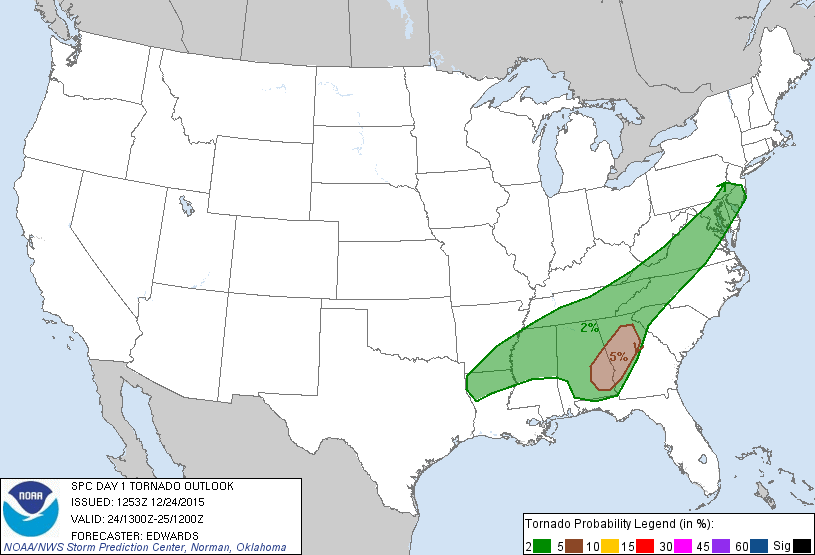 2%
5%
NOAA
SPC DAY 1 TORNADO OUTLOOK
ISSUED: 1253Z 12/24/2015
VALID: 24/1300Z-25/1200Z
FORECASTER: EDWARDS
NOAA/NWS Storm Prediction Center, Norman, Oklahoma
Tornado Probability Legend (in %):
2 5 10 15 30 45 60 Sig